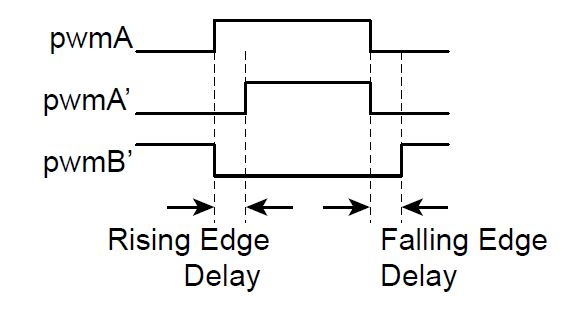 pwmA
pwmA’
pwmB’
Rising Edge Falling Edge
Delay Delay